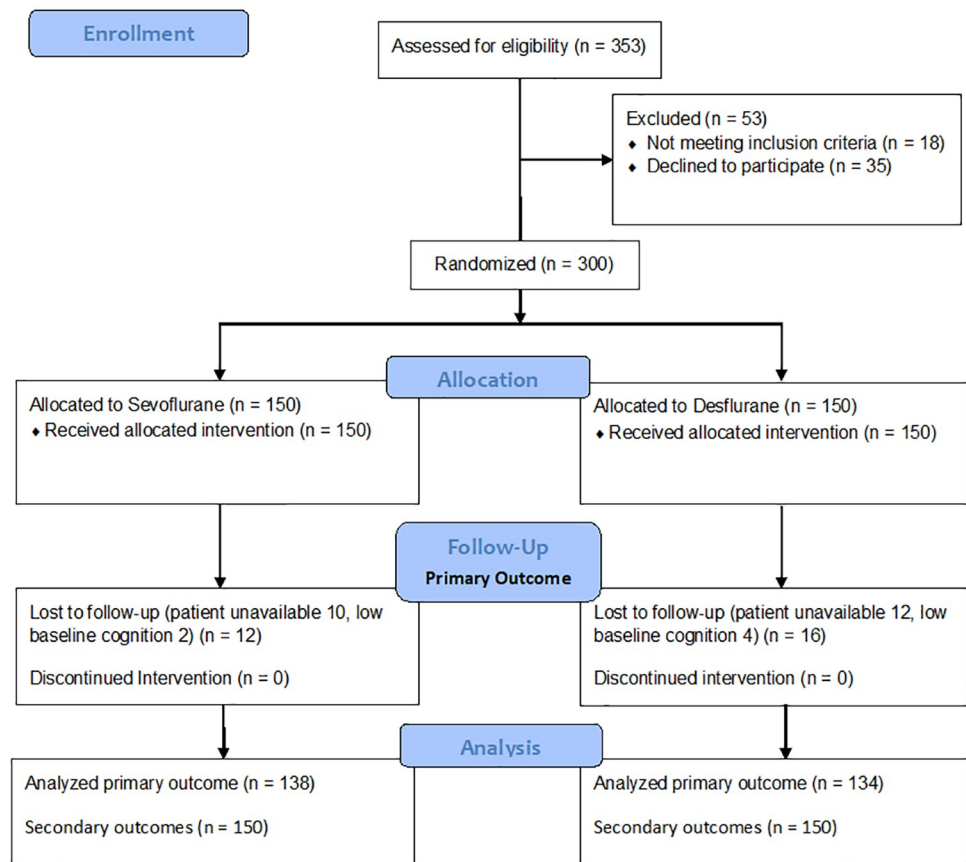 Enrollment
Assessed for eligibility (n = 353)
Excluded (n = 53)
♦ Not meeting inclusion criteria (n = 18)
♦ Declined to participate (n = 35)
Randomized (n = 300)
Allocation
Allocated to Sevoflurane (n = 150)
♦ Received allocated intervention (n = 150)
Allocated to Desflurane (n = 150)
♦ Received allocated intervention (n = 150)
Follow-Up
Primary Outcome
Lost to follow-up (patient unavailable 10, low
baseline cognition 2) (n = 12)
Discontinued Intervention (n = 0)
Lost to follow-up (patient unavailable 12, low
baseline cognition 4) (n = 16)
Discontinued intervention (n = 0)
Analysis
Analyzed primary outcome (n = 138)
Secondary outcomes (n = 150)
Analyzed primary outcome (n = 134)
Secondary outcomes (n = 150)